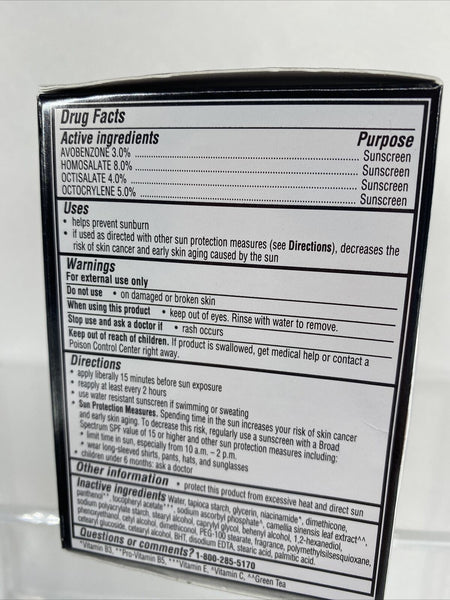 Drug Facts
Active ingredients Purpose
AVOBENZONE 3.0% Sunscreen
HOMOSALATE 8.0% Sunscreen
OCTISALATE 4.0% Sunscreen
OCTOCRYLENE 5.0% Sunscreen
Uses
• helps prevent sunburn
• if used as directed with other sun protection measures (see Directions), decreases the
risk of skin cancer and early skin aging caused by the sun
Warnings
For external use only
Do not use • on damaged or broken skin
When using this product • keep out of eyes. Rinse with water to remove.
Stop use and ask a doctor if • rash occurs
Keep out of reach of children. If product is swallowed, get medical help or contact a
Poison Control Center right away.
Directions
• apply liberally 15 minutes before sun exposure
• reapply at least every 2 hours
• use water resistant sunscreen if swimming or sweating
• Sun Protection Measures. Spending time in the sun increases your risk of skin cancer
and early skin aging. To decrease this risk, regularly use a sunscreen with a Broad
Spectrum SPF value of 15 or higher and other sun protection measures including:
• limit time in sun, especially from 10 a.m. – 2 p.m.
• wear long-sleeved shirts, pants, hats, and sunglasses
• children under 6 months: ask a doctor
Other information • protect this product from excessive heat and direct sun
Inactive ingredients Water, tapioca starch, glycerin, niacinamide*, dimethicone,
panthenol**, tocopheryl acetate***, sodium ascorbyl phosphate^, camellia sinensis leaf extract^^,
sodium polyacrylate starch, stearyl alcohol, caprylyl glycol, behenyl alcohol, 1,2-hexanediol,
phenoxyethanol, cetyl alcohol, dimethiconol, PEG-100 stearate, fragrance, polymethylsilsesquioxane,
cetearyl glucoside, cetearyl alcohol, BHT, disodium EDTA, stearic acid, palmitic acid.
Questions or comments? 1-800-285-5170
*Vitamin B3, **Pro-Vitamin B5, ***Vitamin E, ^Vitamin C, ^^Green Tea